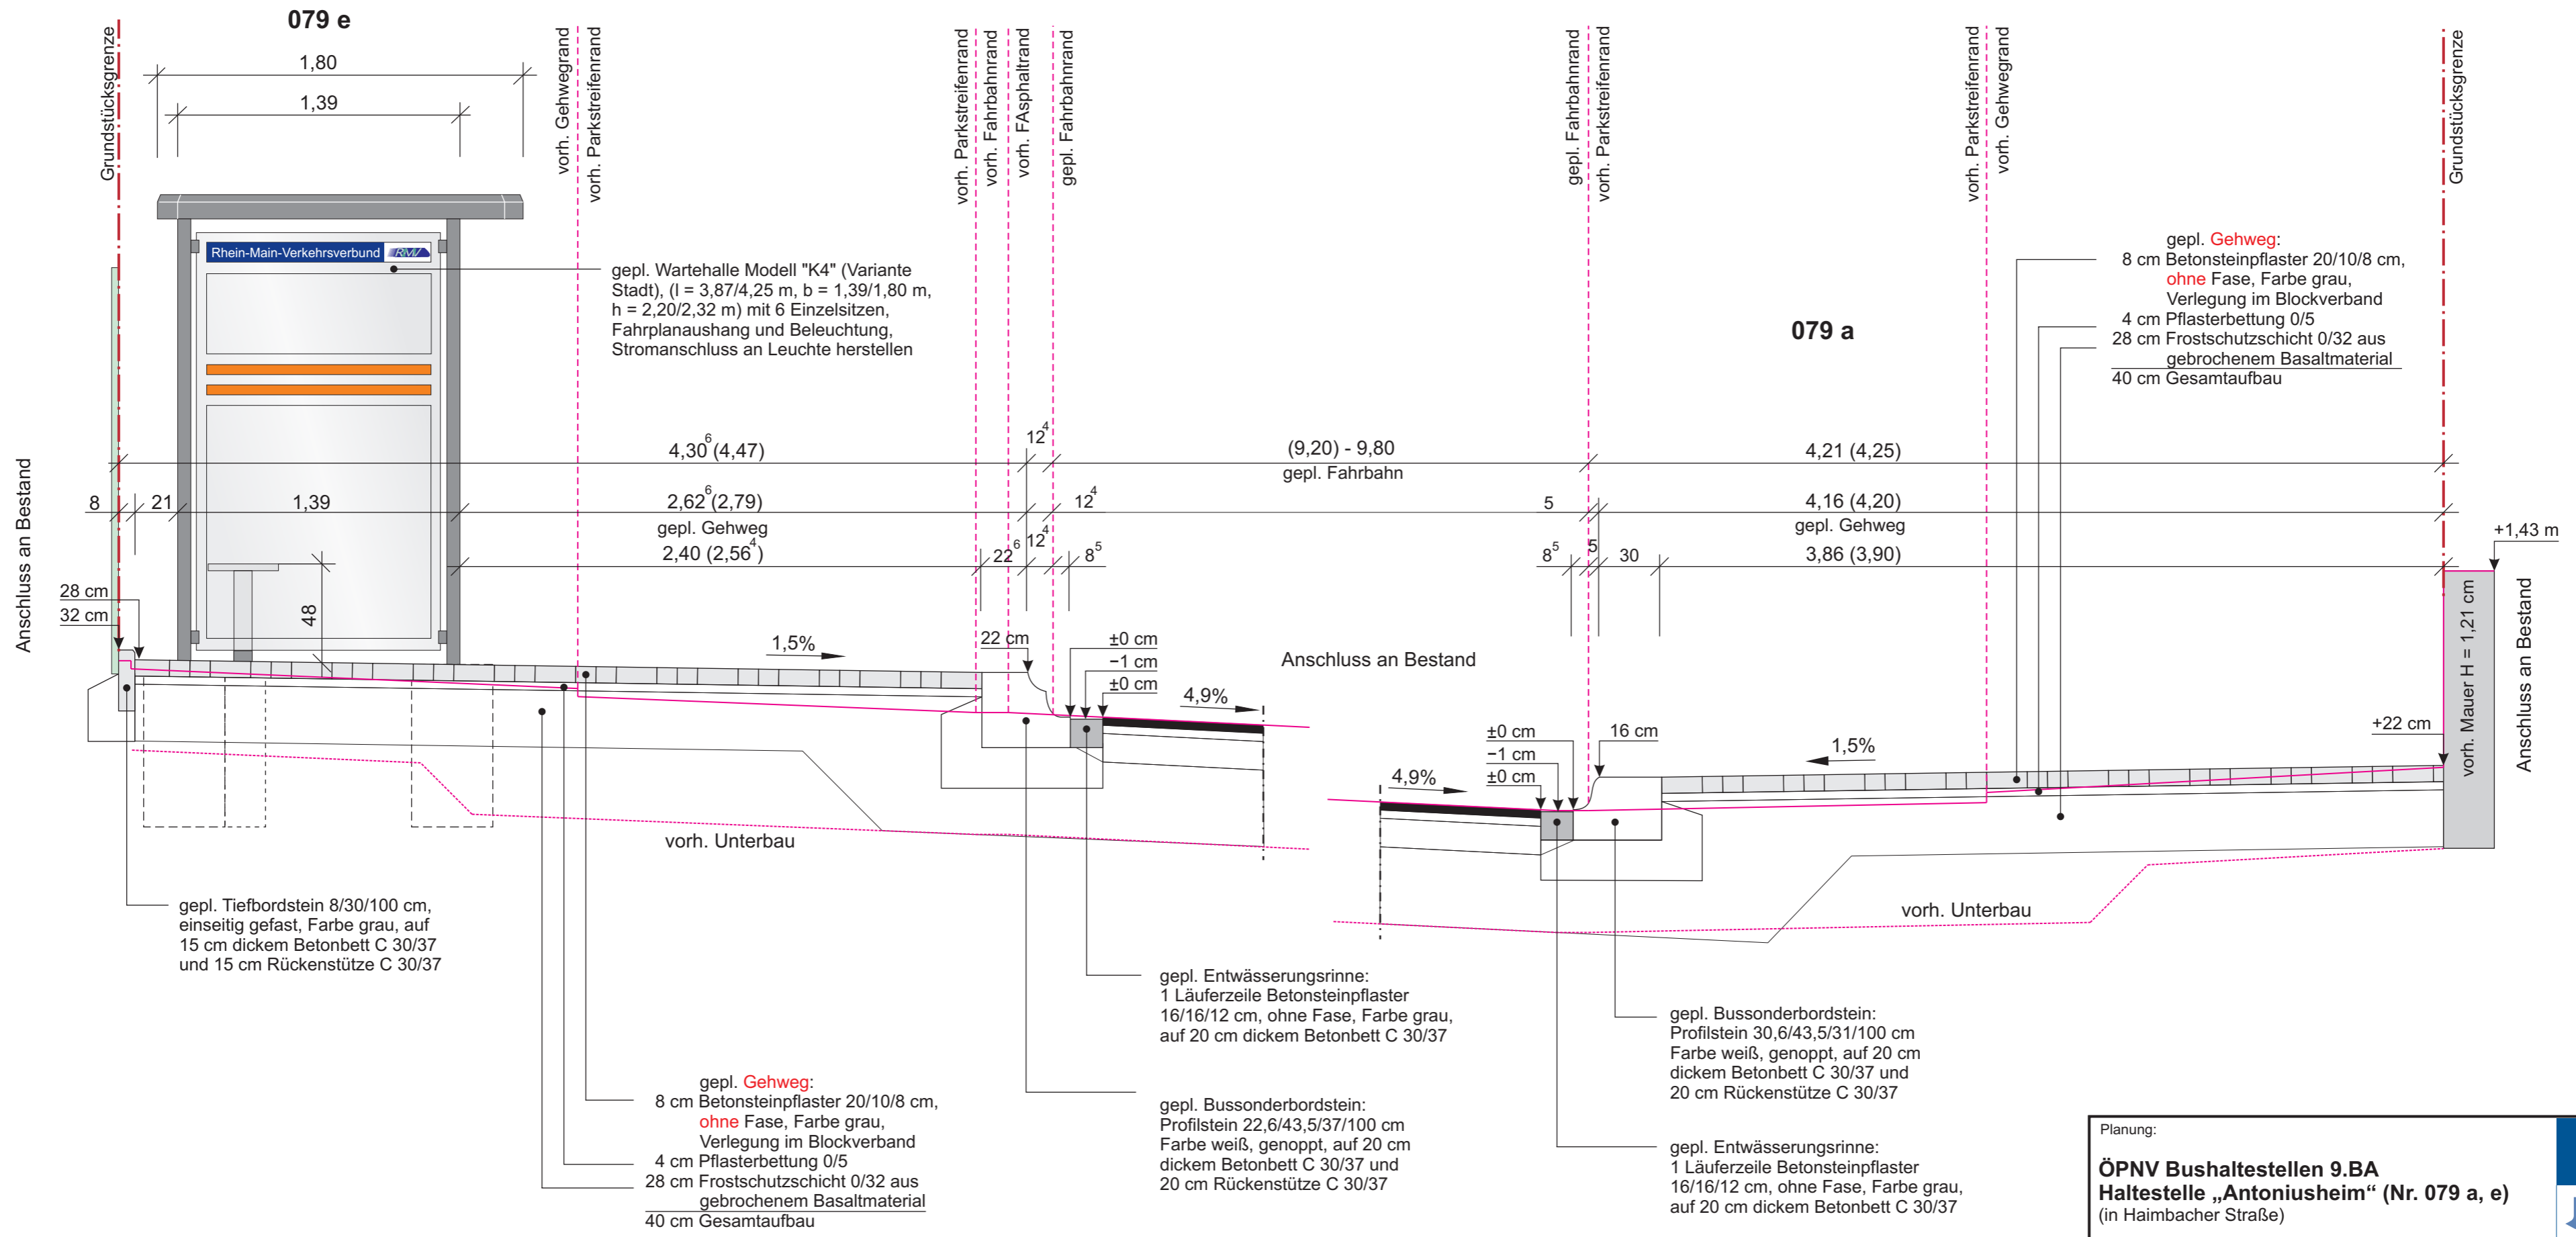 079 e
1,80
1,39
Grundstücksgrenze
vorh. Gehwegrand
vorh. Parkstreifenrand
vorh. Parkstreifenrand
vorh. Fahrbahnrand
vorh. FAsphaltrand
gepl. Fahrbahnrand
gepl. Fahrbahnrand
vorh. Parkstreifenrand
vorh. Parkstreifenrand
vorh. Gehwegrand
Grundstücksgrenze
Rhein-Main-Verkehrsverbund RMV
gepl. Wartehalle Modell "K4" (Variante
Stadt), (l = 3,87/4,25 m, b = 1,39/1,80 m,
h = 2,20/2,32 m) mit 6 Einzelsitzen,
Fahrplanaushang und Beleuchtung,
Stromanschluss an Leuchte herstellen
079 a
gepl. Gehweg:
8 cm Betonsteinpflaster 20/10/8 cm,
ohne Fase, Farbe grau,
Verlegung im Blockverband
4 cm Pflasterbettung 0/5
28 cm Frostschutzschicht 0/32 aus
gebrochenem Basaltmaterial
40 cm Gesamtaufbau
4,30⁶ (4,47)
12⁴
(9,20) - 9,80
gepl. Fahrbahn
4,21 (4,25)
8
21
1,39
2,62⁶ (2,79)
12⁴
5
4,16 (4,20)
gepl. Gehweg
gepl. Gehweg
2,40 (2,56⁴)
22⁶
12⁴
8⁵
8⁵
5
30
3,86 (3,90)
+1,43 m
Anschluss an Bestand
28 cm
32 cm
48
1,5%
22 cm
±0 cm
−1 cm
±0 cm
4,9%
Anschluss an Bestand
4,9%
±0 cm
−1 cm
±0 cm
16 cm
1,5%
+22 cm
vorh. Mauer H = 1,21 cm
Anschluss an Bestand
vorh. Unterbau
vorh. Unterbau
gepl. Tiefbordstein 8/30/100 cm,
einseitig gefast, Farbe grau, auf
15 cm dickem Betonbett C 30/37
und 15 cm Rückenstütze C 30/37
gepl. Gehweg:
8 cm Betonsteinpflaster 20/10/8 cm,
ohne Fase, Farbe grau,
Verlegung im Blockverband
4 cm Pflasterbettung 0/5
28 cm Frostschutzschicht 0/32 aus
gebrochenem Basaltmaterial
40 cm Gesamtaufbau
gepl. Entwässerungsrinne:
1 Läuferzeile Betonsteinpflaster
16/16/12 cm, ohne Fase, Farbe grau,
auf 20 cm dickem Betonbett C 30/37
gepl. Bussonderbordstein:
Profilstein 22,6/43,5/37/100 cm
Farbe weiß, genoppt, auf 20 cm
dickem Betonbett C 30/37 und
20 cm Rückenstütze C 30/37
gepl. Bussonderbordstein:
Profilstein 30,6/43,5/31/100 cm
Farbe weiß, genoppt, auf 20 cm
dickem Betonbett C 30/37 und
20 cm Rückenstütze C 30/37
gepl. Entwässerungsrinne:
1 Läuferzeile Betonsteinpflaster
16/16/12 cm, ohne Fase, Farbe grau,
auf 20 cm dickem Betonbett C 30/37
Planung:
ÖPNV Bushaltestellen 9.BA
Haltestelle „Antoniusheim“ (Nr. 079 a, e)
(in Haimbacher Straße)